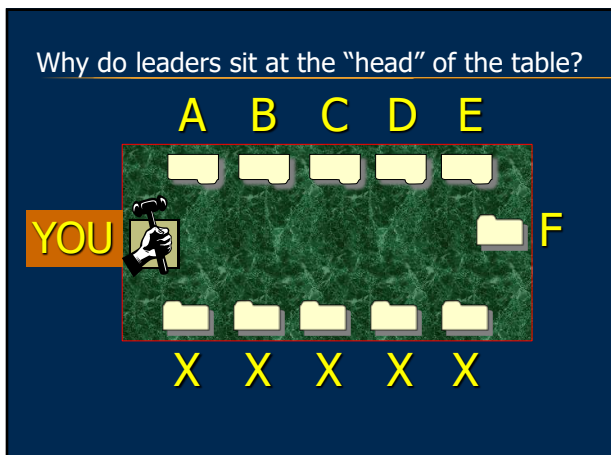 Why do leaders sit at the “head” of the table?
A B C D E
YOU F
X X X X X